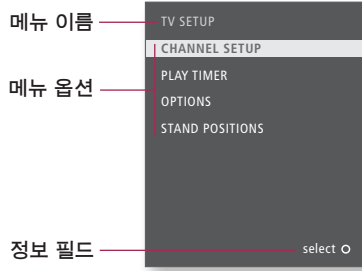 메뉴 이름
TV SETUP
CHANNEL SETUP
PLAY TIMER
메뉴 옵션
OPTIONS
STAND POSITIONS
정보 필드
select